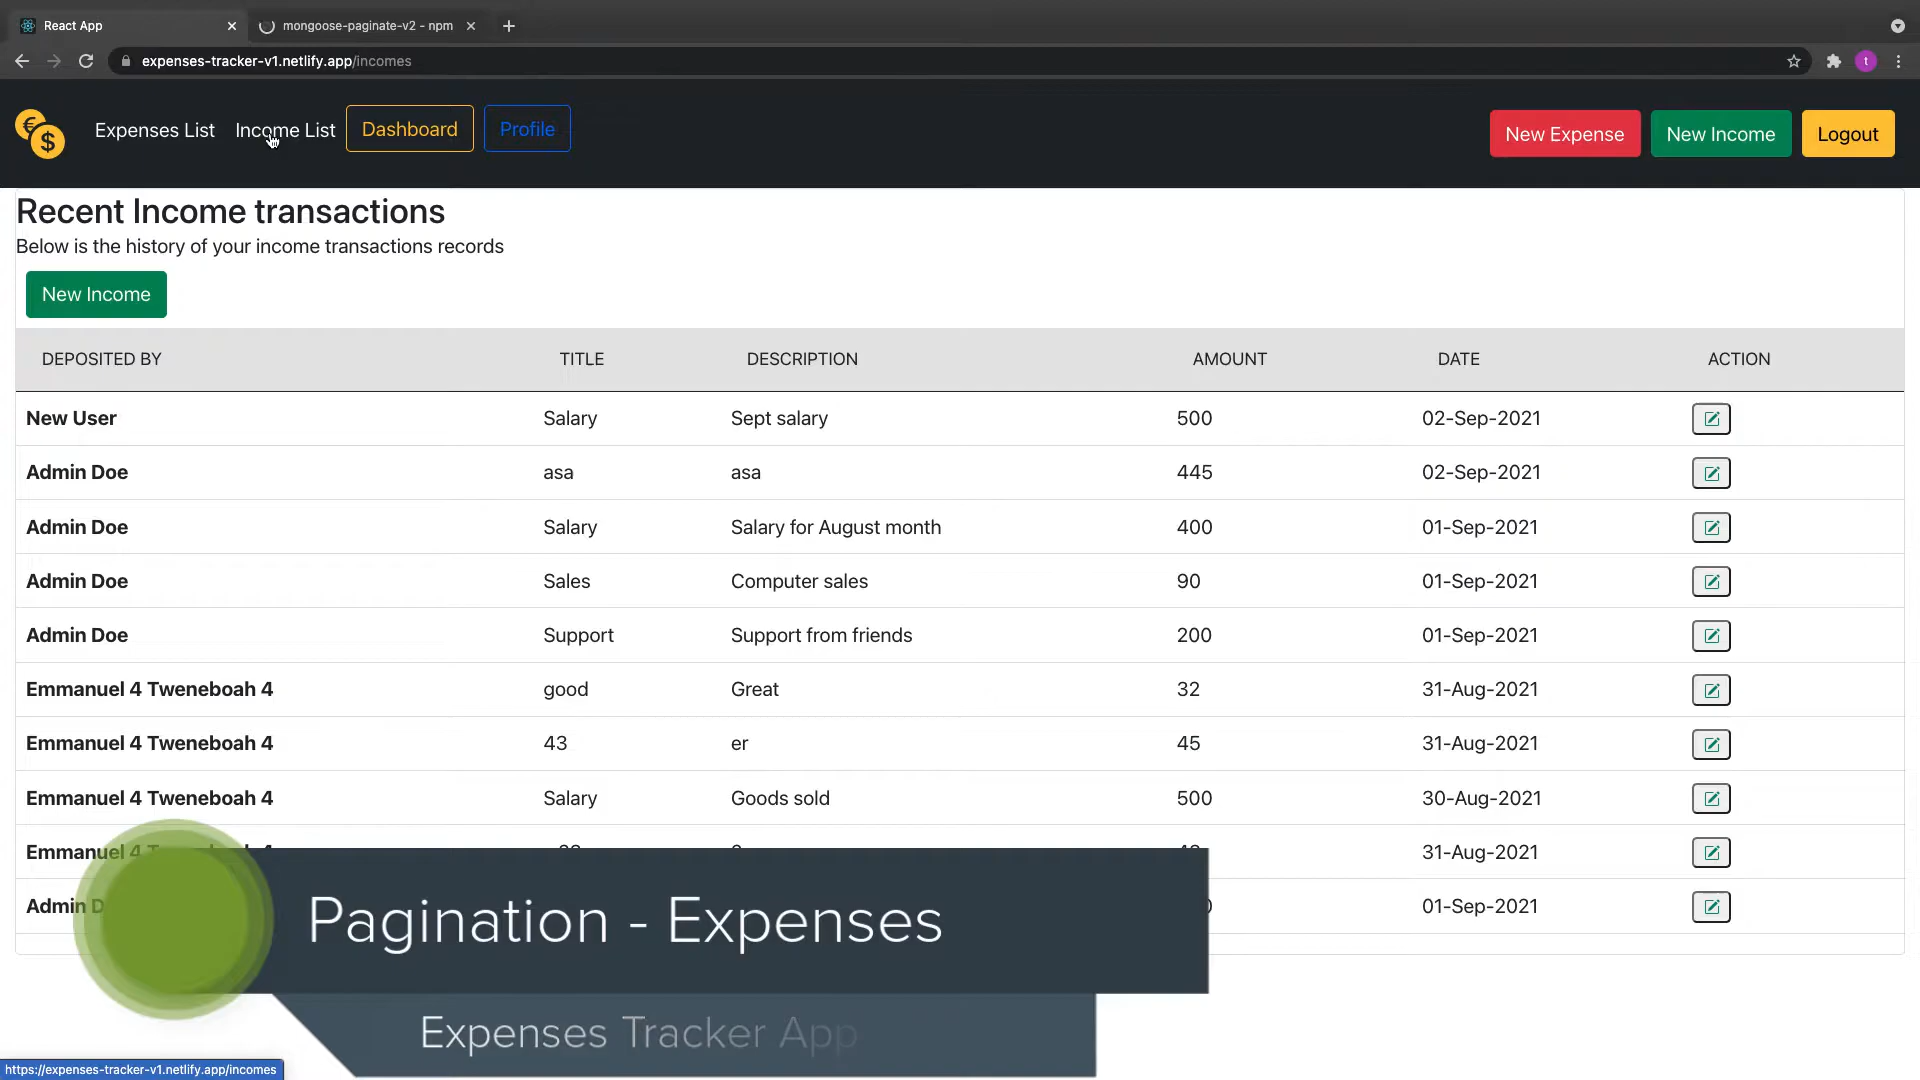 React App
mongoose-paginate-v2 - npm
expenses-tracker-v1.netlify.app/incomes
t
€ $
Expenses List Income List Dashboard Profile
New Expense New Income Logout
Recent Income transactions
Below is the history of your income transactions records
New Income
DEPOSITED BY TITLE DESCRIPTION AMOUNT DATE ACTION
New User Salary Sept salary 500 02-Sep-2021
Admin Doe asa asa 445 02-Sep-2021
Admin Doe Salary Salary for August month 400 01-Sep-2021
Admin Doe Sales Computer sales 90 01-Sep-2021
Admin Doe Support Support from friends 200 01-Sep-2021
Emmanuel 4 Tweneboah 4 good Great 32 31-Aug-2021
Emmanuel 4 Tweneboah 4 43 er 45 31-Aug-2021
Emmanuel 4 Tweneboah 4 Salary Goods sold 500 30-Aug-2021
Emmanuel 4 31-Aug-2021
Admin 01-Sep-2021
Pagination - Expenses
Expenses Tracker App
https://expenses-tracker-v1.netlify.app/incomes